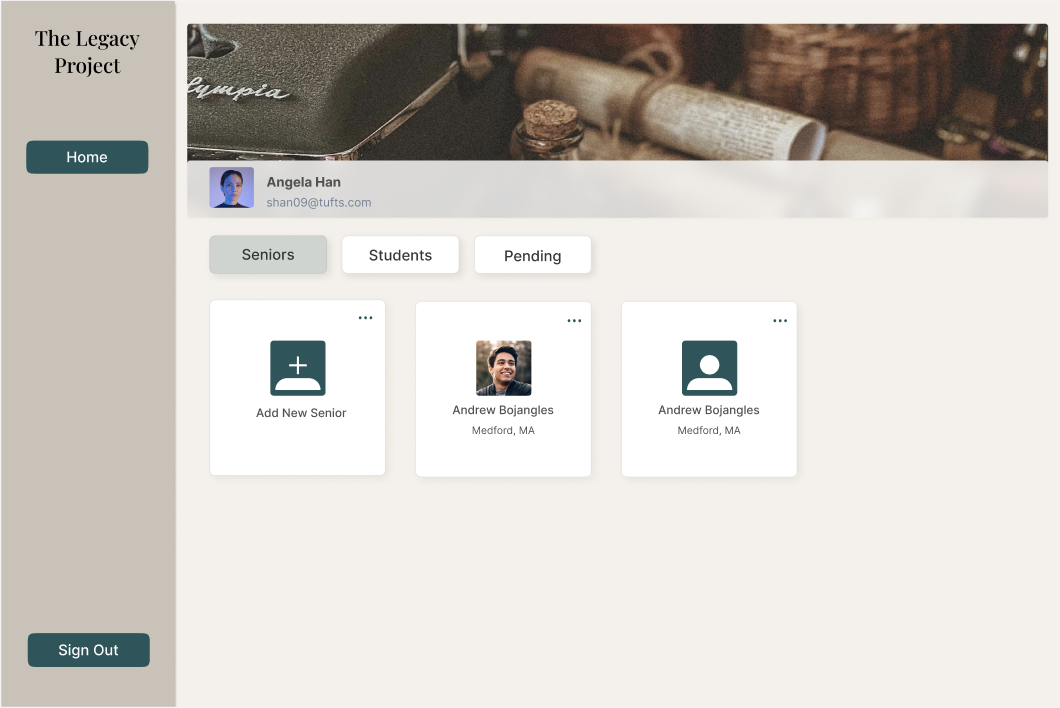 The Legacy
Project
Home
Olympia
Angela Han
shan09@tufts.com
Seniors
Students
Pending
Add New Senior
Andrew Bojangles
Medford, MA
Andrew Bojangles
Medford, MA
Sign Out